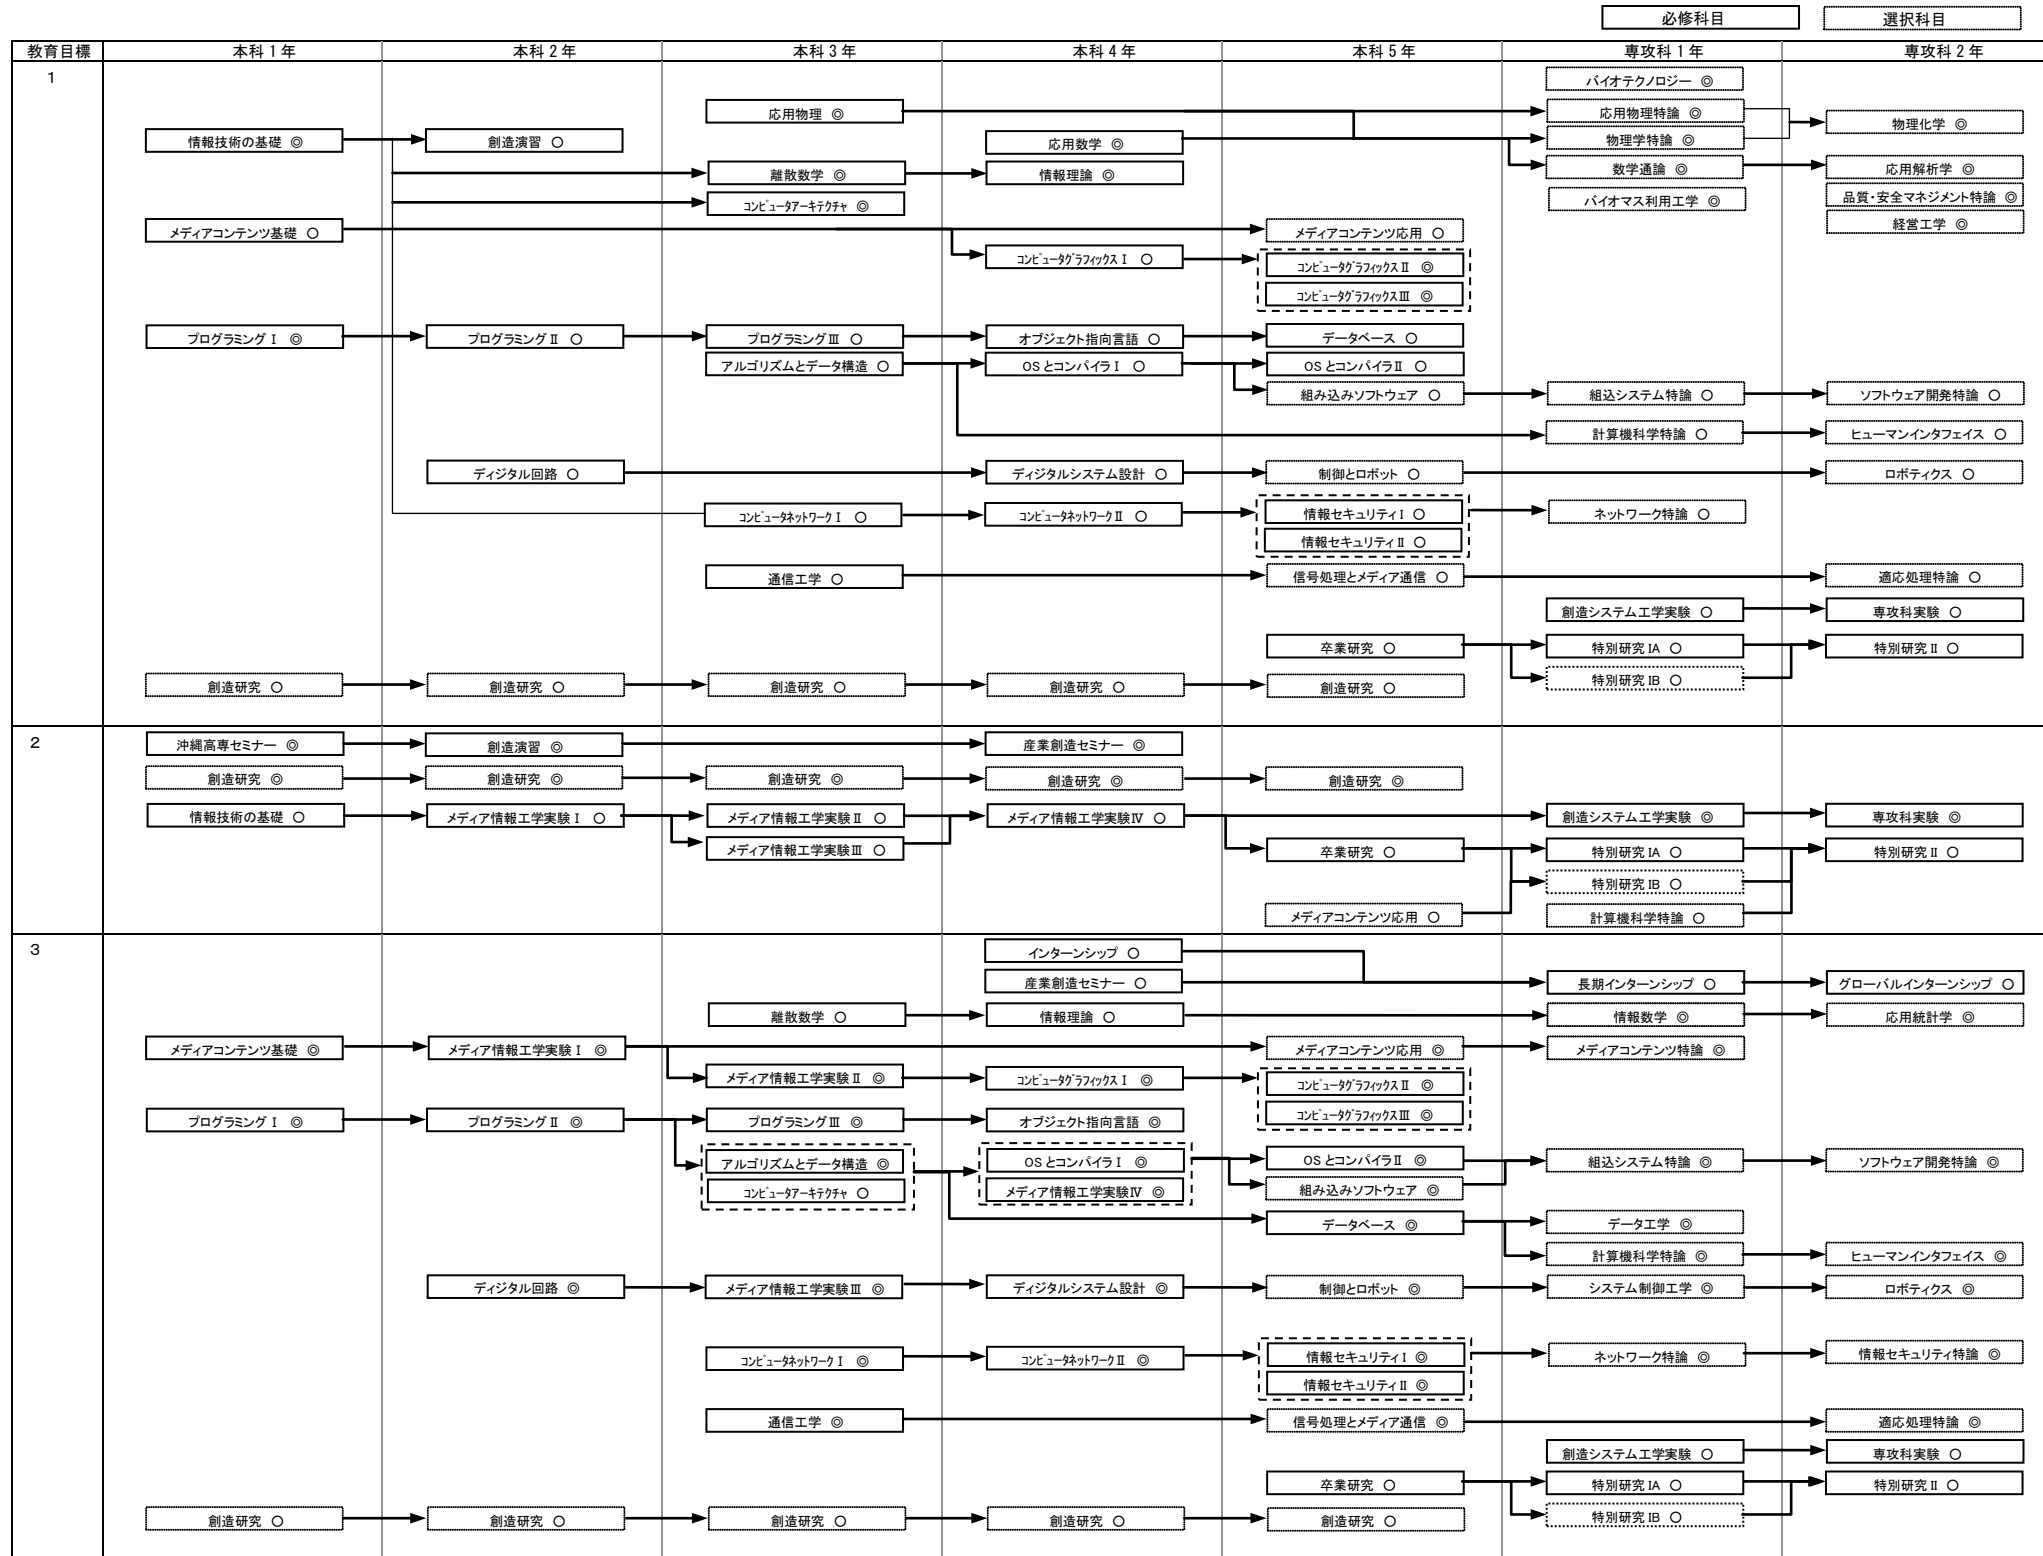 必修科目 選択科目
教育目標 本科１年 本科２年 本科３年 本科４年 本科５年 専攻科１年 専攻科２年
1
バイオテクノロジー ◎
応用物理 ◎ 応用物理特論 ◎
物理化学 ◎
情報技術の基礎 ◎ 創造演習 ○ 応用数学 ◎ 物理学特論 ◎
離散数学 ◎ 情報理論 ◎ 数学通論 ◎ 応用解析学 ◎
コンピュータアーキテクチャ ◎ バイオマス利用工学 ◎ 品質・安全マネジメント特論 ◎
経営工学 ◎
メディアコンテンツ基礎 ○ メディアコンテンツ応用 ○
コンピュータグラフィックスⅠ ○ コンピュータグラフィックスⅡ ◎
コンピュータグラフィックスⅢ ◎
プログラミングⅠ ◎ プログラミングⅡ ○ プログラミングⅢ ○ オブジェクト指向言語 ○ データベース ○
アルゴリズムとデータ構造 ○ OSとコンパイラⅠ ○ OSとコンパイラⅡ ○
組み込みソフトウェア ○ 組込システム特論 ○ ソフトウェア開発特論 ○
計算機科学特論 ○ ヒューマンインタフェイス ○
ディジタル回路 ○ ディジタルシステム設計 ○ 制御とロボット ○ ロボティクス ○
コンピュータネットワークⅠ ○ コンピュータネットワークⅡ ○ 情報セキュリティⅠ ○ ネットワーク特論 ○
情報セキュリティⅡ ○
通信工学 ○ 信号処理とメディア通信 ○ 適応処理特論 ○
創造システム工学実験 ○ 専攻科実験 ○
卒業研究 ○ 特別研究ⅠA ○ 特別研究Ⅱ ○
創造研究 ○ 創造研究 ○ 創造研究 ○ 創造研究 ○ 創造研究 ○ 特別研究ⅠB ○
2
沖縄高専セミナー ◎ 創造演習 ◎ 産業創造セミナー ◎
創造研究 ◎ 創造研究 ◎ 創造研究 ◎ 創造研究 ◎ 創造研究 ◎
情報技術の基礎 ○ メディア情報工学実験Ⅰ ○ メディア情報工学実験Ⅱ ○ メディア情報工学実験Ⅳ ○ 創造システム工学実験 ◎ 専攻科実験 ◎
メディア情報工学実験Ⅲ ○ 卒業研究 ○ 特別研究ⅠA ○ 特別研究Ⅱ ○
特別研究ⅠB ○
メディアコンテンツ応用 ○ 計算機科学特論 ○
3
インターンシップ ○
産業創造セミナー ○ 長期インターンシップ ○ グローバルインターンシップ ○
離散数学 ○ 情報理論 ○ 情報数学 ◎ 応用統計学 ◎
メディアコンテンツ基礎 ◎ メディア情報工学実験Ⅰ ◎ メディアコンテンツ応用 ◎ メディアコンテンツ特論 ◎
メディア情報工学実験Ⅱ ◎ コンピュータグラフィックスⅠ ◎ コンピュータグラフィックスⅡ ◎
コンピュータグラフィックスⅢ ◎
プログラミングⅠ ◎ プログラミングⅡ ◎ プログラミングⅢ ◎ オブジェクト指向言語 ◎
アルゴリズムとデータ構造 ◎ OSとコンパイラⅠ ◎ OSとコンパイラⅡ ◎ 組込システム特論 ◎ ソフトウェア開発特論 ◎
コンピュータアーキテクチャ ○ メディア情報工学実験Ⅳ ◎ 組み込みソフトウェア ◎
データベース ◎ データ工学 ◎
計算機科学特論 ◎ ヒューマンインタフェイス ◎
ディジタル回路 ◎ メディア情報工学実験Ⅲ ◎ ディジタルシステム設計 ◎ 制御とロボット ◎ システム制御工学 ◎ ロボティクス ◎
コンピュータネットワークⅠ ◎ コンピュータネットワークⅡ ◎ 情報セキュリティⅠ ◎ ネットワーク特論 ◎ 情報セキュリティ特論 ◎
情報セキュリティⅡ ◎
通信工学 ◎ 信号処理とメディア通信 ◎ 適応処理特論 ◎
創造システム工学実験 ○ 専攻科実験 ○
卒業研究 ○ 特別研究ⅠA ○ 特別研究Ⅱ ○
創造研究 ○ 創造研究 ○ 創造研究 ○ 創造研究 ○ 創造研究 ○ 特別研究ⅠB ○